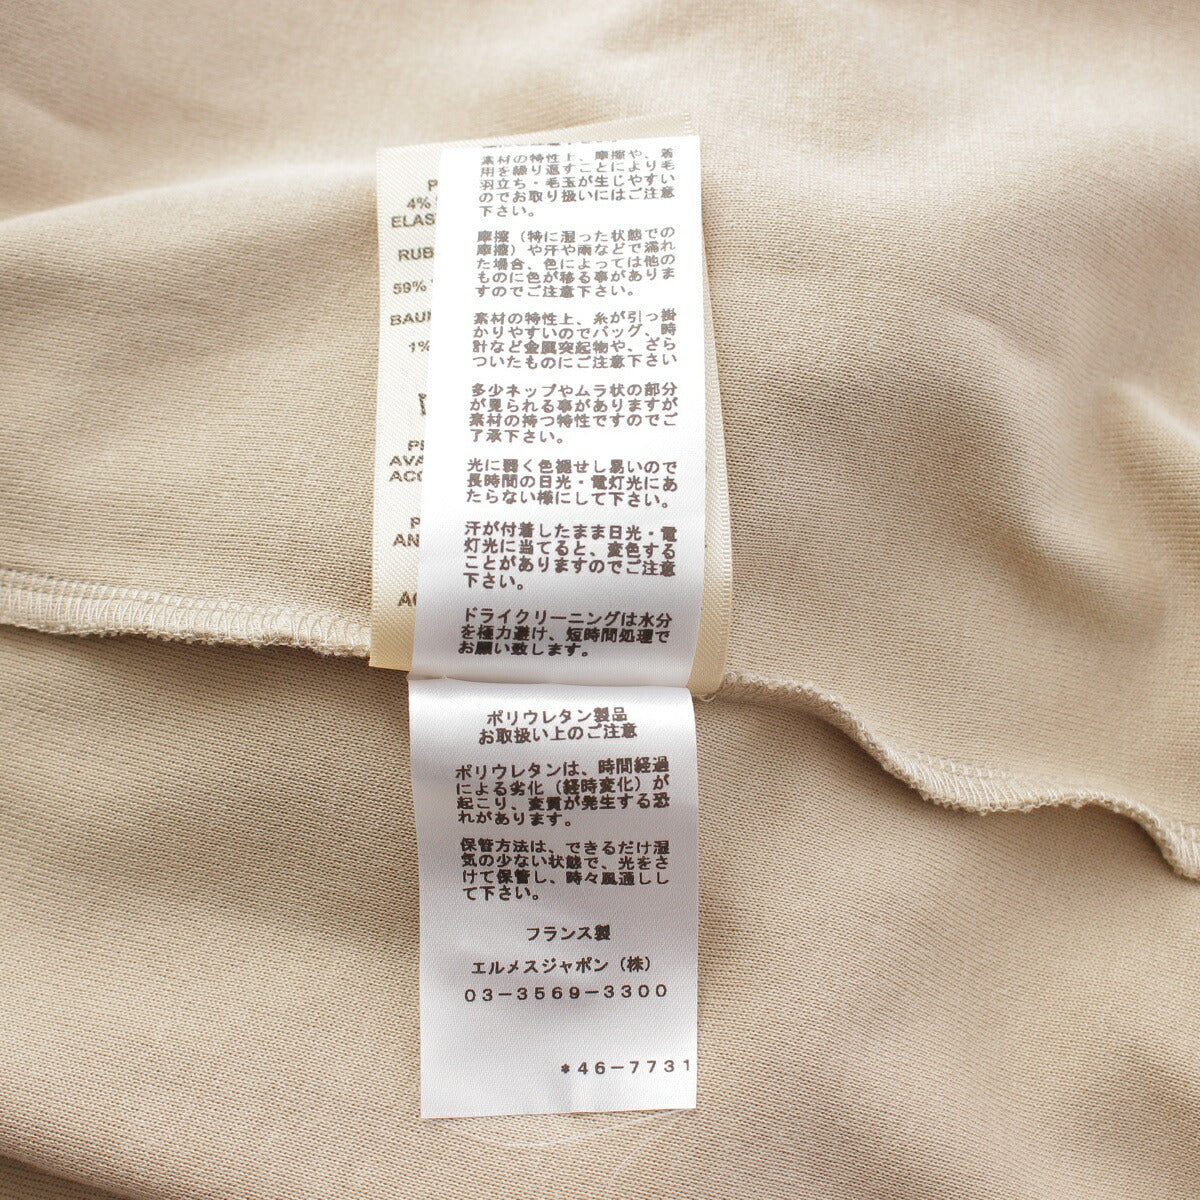 P
4%
ELAS
RUB
59%
BAU
1%
AVA
ACC
P
AN
素材の特性上、摩擦や、着
用を繰り返すことにより毛
羽立ち・毛玉が生じやすい
のでお取り扱いにはご注意
下さい。
摩擦（特に湿った状態での
摩擦）や汗や雨などで濡れ
た場合、色によっては他の
ものに色が移る事がありま
すのでご注意下さい。
素材の特性上、糸が引っ掛
かりやすいのでバッグ、時
計など金属突起物や、ざら
ついたものにご注意下さい
多少ネップやムラ状の部分
が見られる事がありますが
素材の持つ特性ですのでご
了承下さい。
光に弱く色褪せし易いので
長時間の日光・電灯光にあ
たらない様にして下さい。
汗が付着したまま日光・電
灯光に当てると、変色する
ことがありますのでご注意
下さい。
ドライクリーニングは水分
を極力避け、短時間処理で
お願い致します。
ポリウレタン製品
お取扱い上のご注意
ポリウレタンは、時間経過
による劣化（経時変化）が
起こり、変質が発生する恐
れがあります。
保管方法は、できるだけ湿
気の少ない状態で、光をさ
けて保管し、時々風通しし
て下さい。
フランス製
エルメスジャポン（株）
03-3569-3300
*46-7731